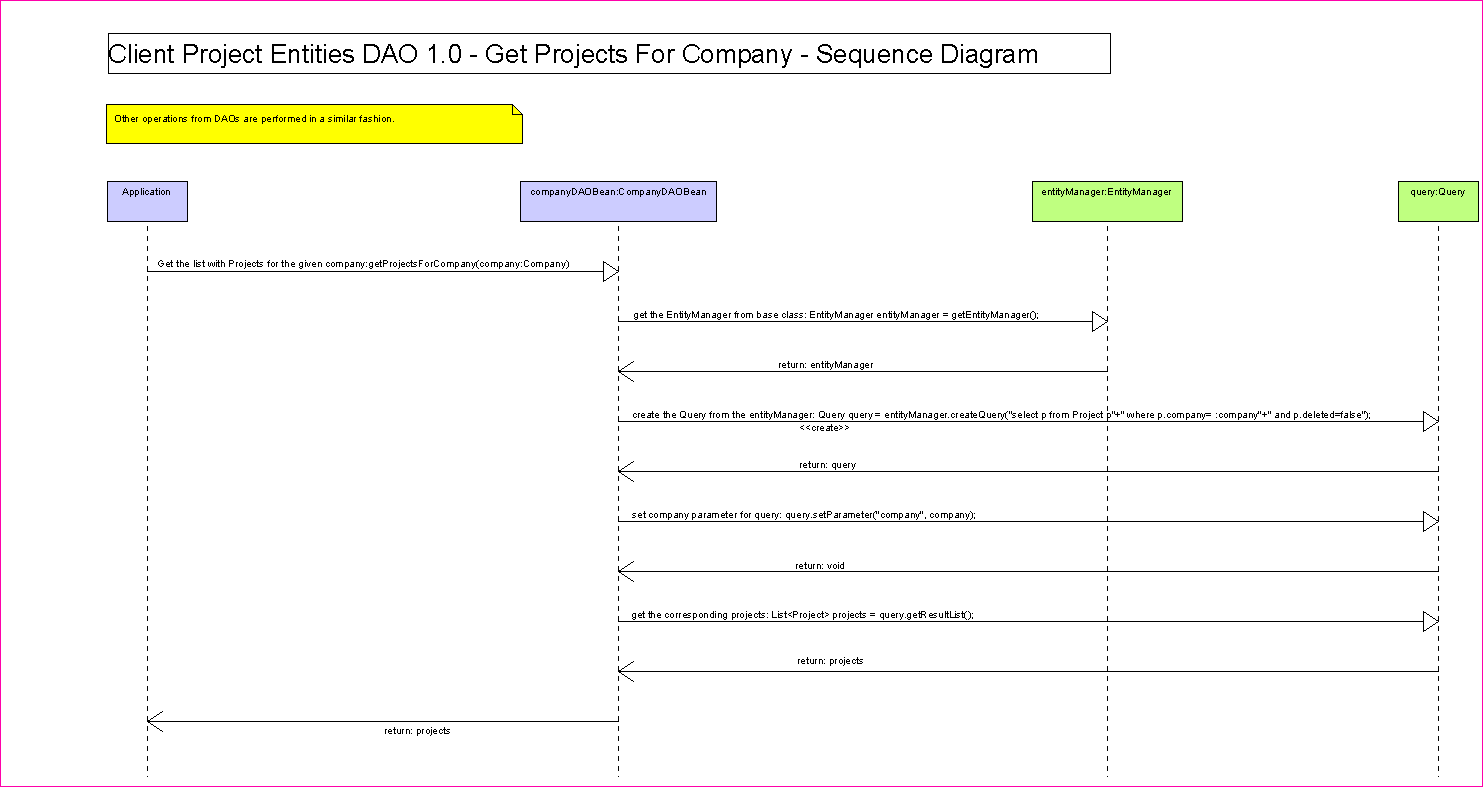 Client Project Entities DAO 1.0 - Get Projects For Company - Sequence Diagram
Other operations from DAOs are performed in a similar fashion.
Application
companyDAOBean:CompanyDAOBean
entityManager:EntityManager
query:Query
Get the list with Projects for the given company:getProjectsForCompany(company:Company)
get the EntityManager from base class: EntityManager entityManager = getEntityManager();
return: entityManager
create the Query from the entityManager: Query query = entityManager.createQuery("select p from Project p"+" where p.company= :company"+" and p.deleted=false");
<<create>>
return: query
set company parameter for query: query.setParameter("company", company);
return: void
get the corresponding projects: List<Project> projects = query.getResultList();
return: projects
return: projects